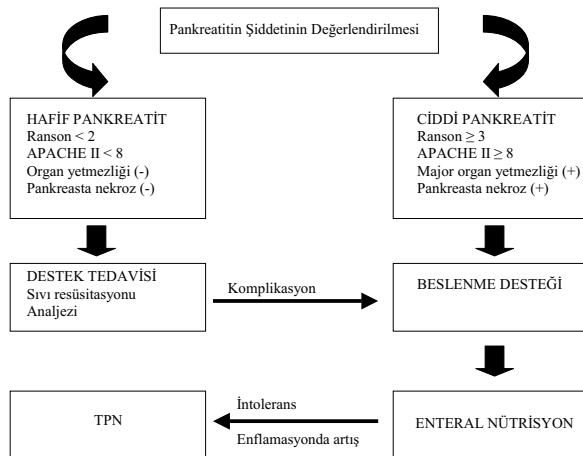 Pankreatitin Şiddetinin Değerlendirilmesi
HAFİF PANKREATİT
Ranson < 2
APACHE II < 8
Organ yetmezliği (-)
Pankreasta nekroz (-)
CİDDİ PANKREATİT
Ranson ≥ 3
APACHE II ≥ 8
Major organ yetmezliği (+)
Pankreasta nekroz (+)
DESTEK TEDAVİSİ
Sıvı resüsitasyonu
Analjezi
Komplikasyon
BESLENME DESTEĞİ
TPN
İntolerans
Enflamasyonda artış
ENTERAL NÜTRİSYON